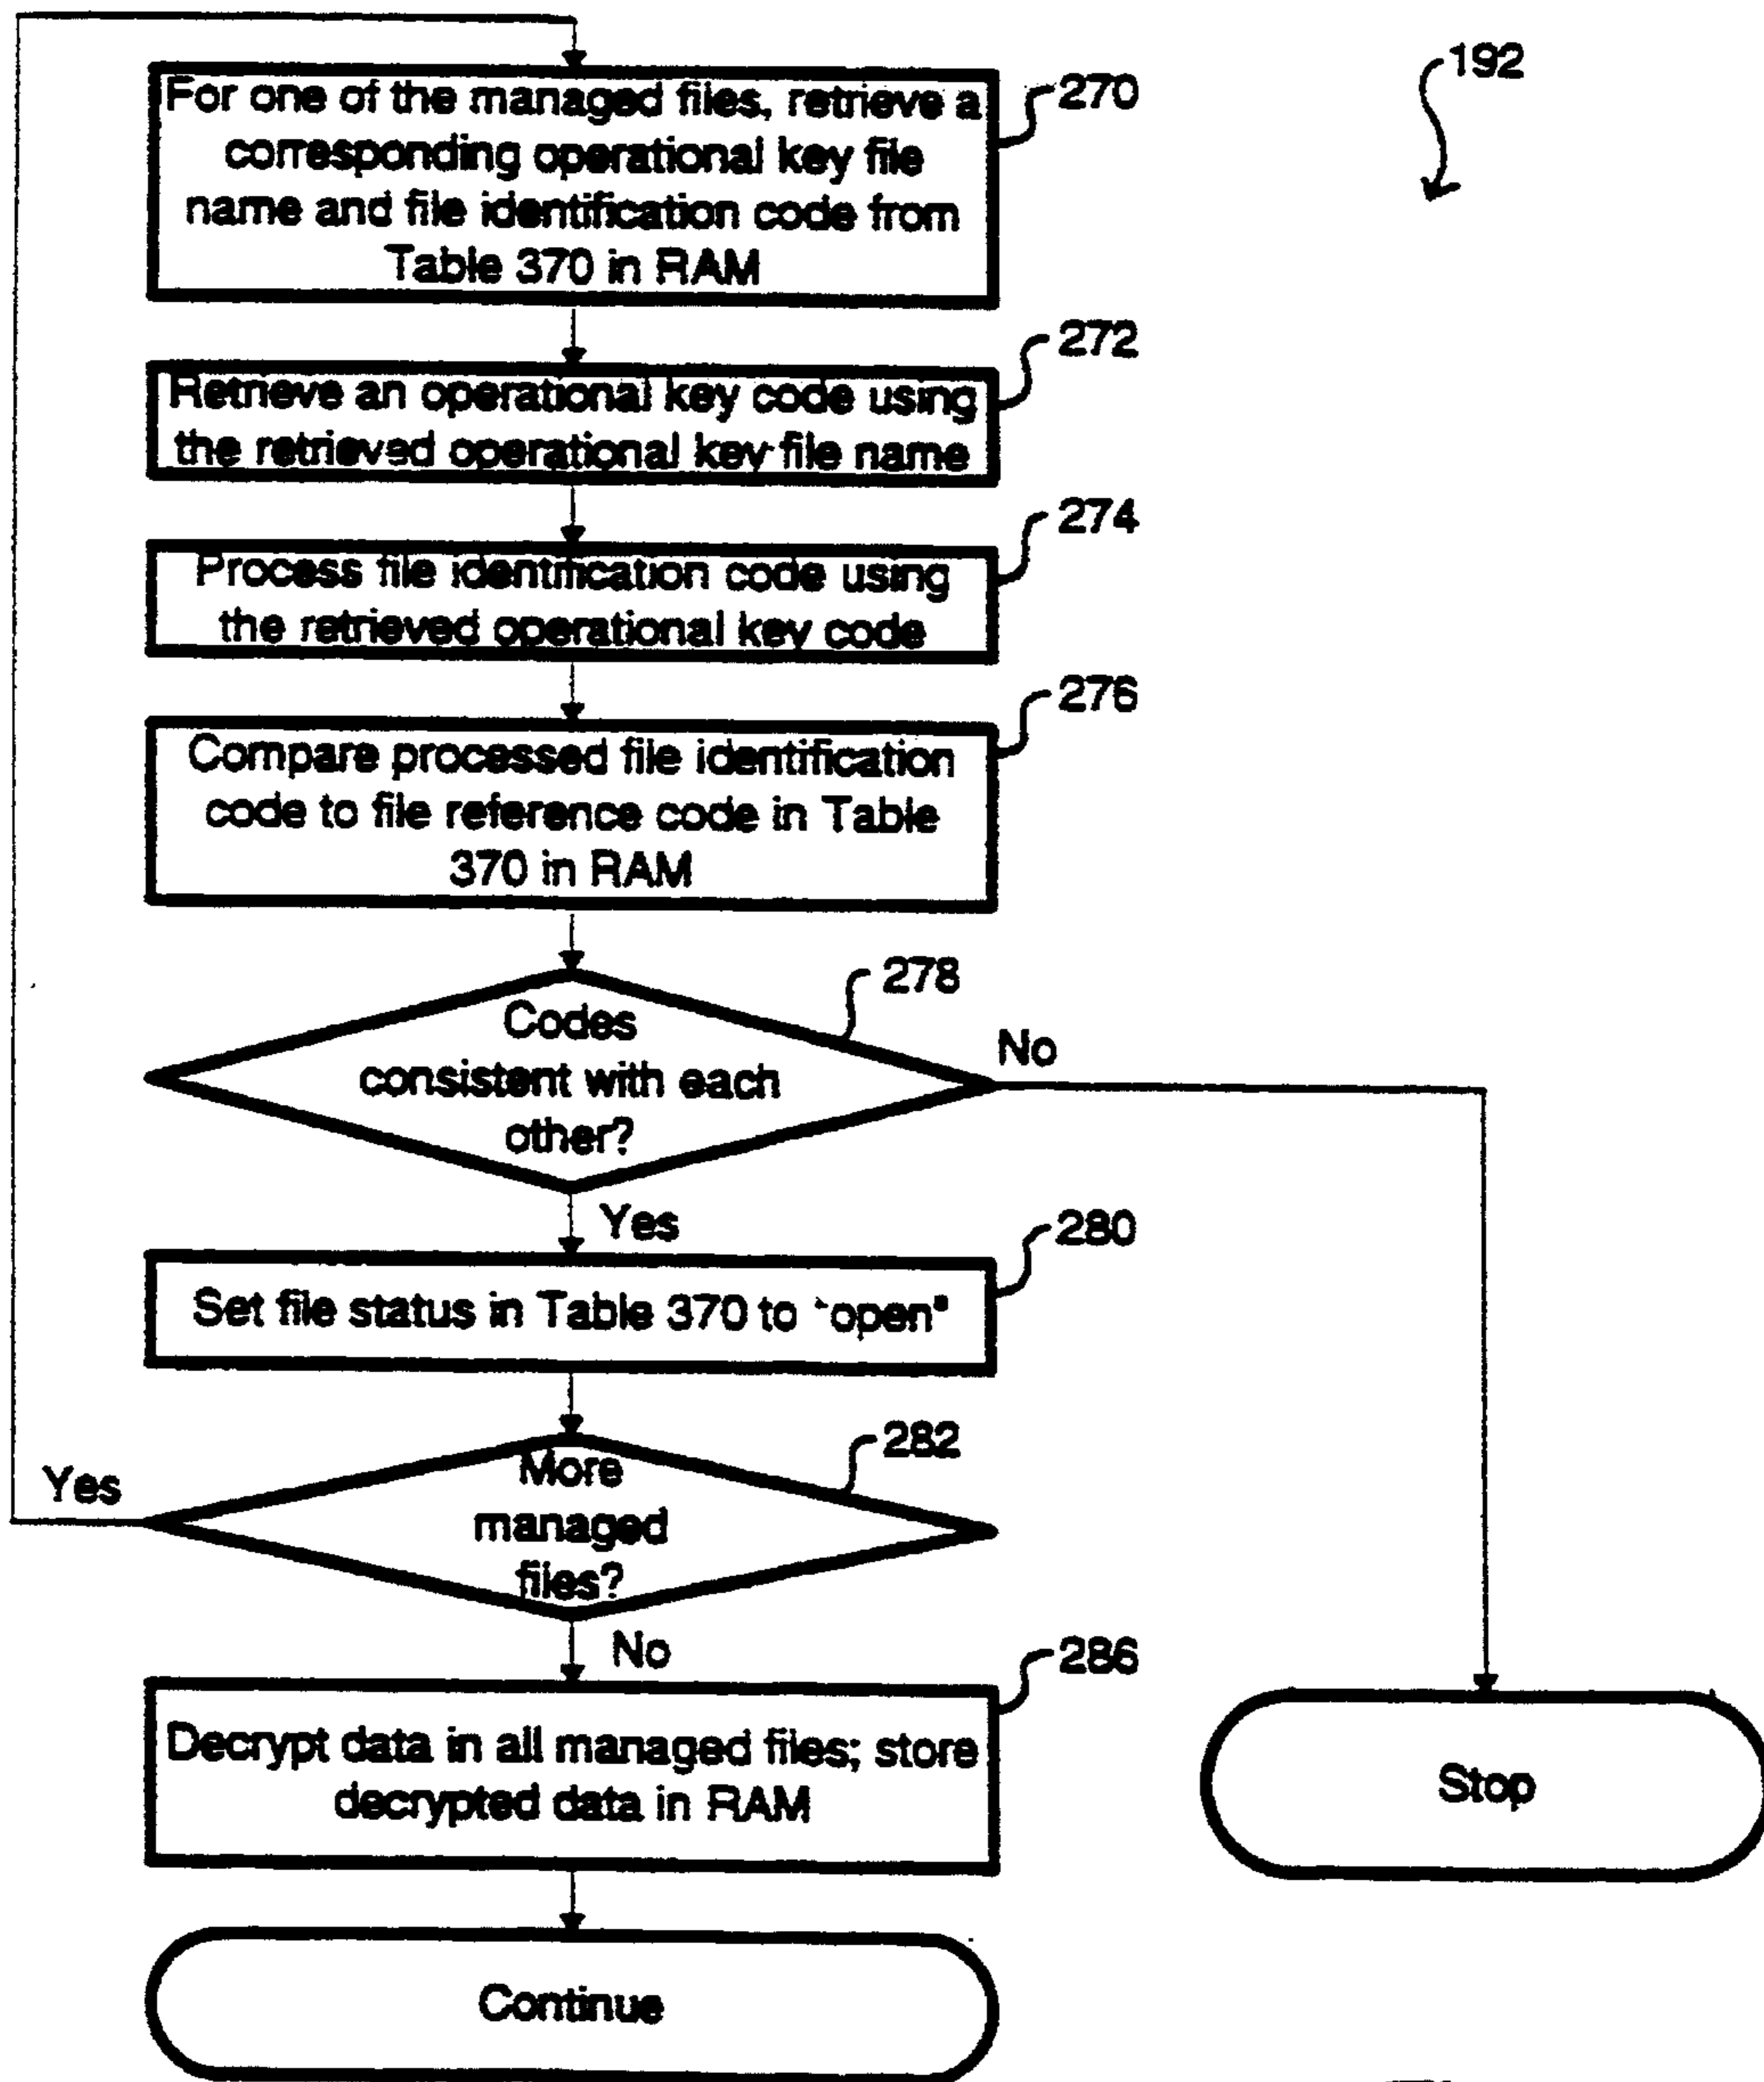 192
For one of the managed files, retrieve a
corresponding operational key file
name and file identification code from
Table 370 in RAM
270
Retrieve an operational key code using
the retrieved operational key file name
272
Process file identification code using
the retrieved operational key code
274
Compare processed file identification
code to file reference code in Table
370 in RAM
276
Codes
consistent with each
other?
278
No
Yes
Set file status in Table 370 to "open"
280
More
managed
files?
282
Yes
No
Decrypt data in all managed files; store
decrypted data in RAM
286
Stop
Continue